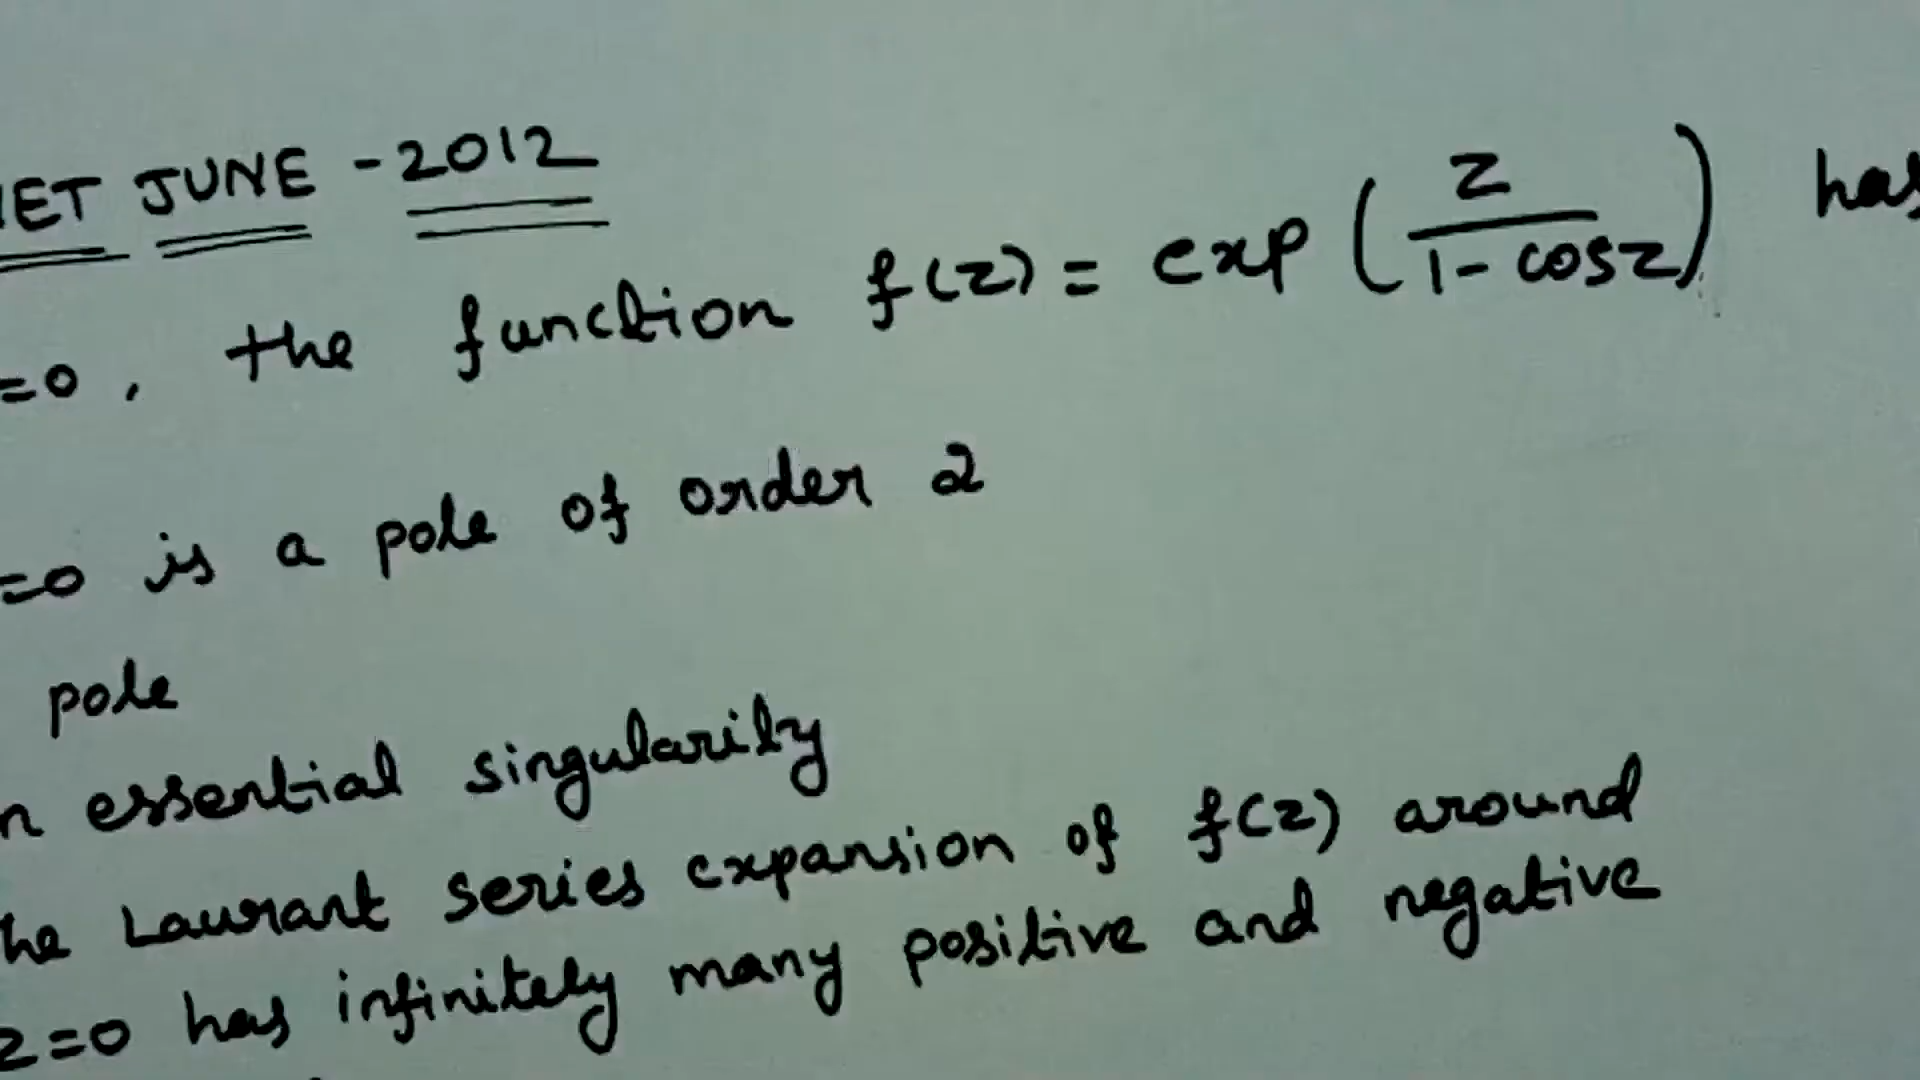 NET JUNE - 2012
=0, the function f(z) = exp (z/(1-cosz)) has
=0 is a pole of order 2
pole
n essential singularity
he Laurant series expansion of f(z) around
z=0 has infinitely many positive and negative